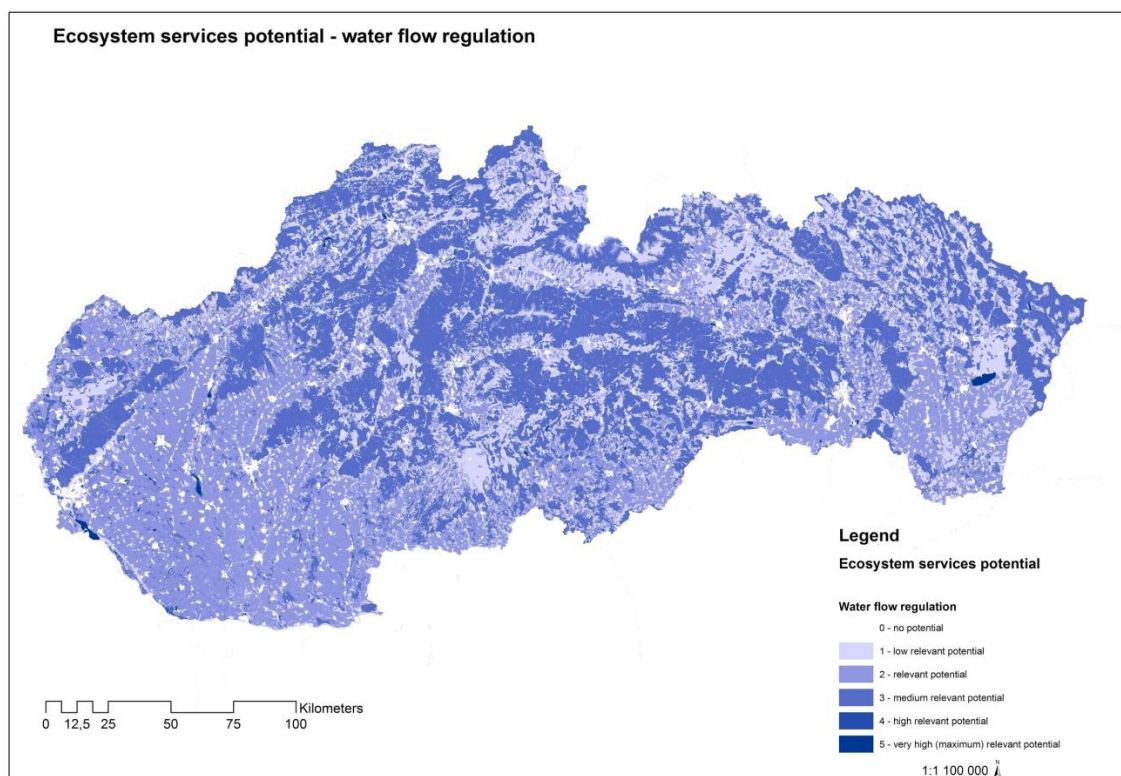 Ecosystem services potential - water flow regulation
Legend
Ecosystem services potential
Water flow regulation
0 - no potential
1 - low relevant potential
2 - relevant potential
3 - medium relevant potential
4 - high relevant potential
5 - very high (maximum) relevant potential
Kilometers
0 12,5 25 50 75 100
1:1 100 000
N